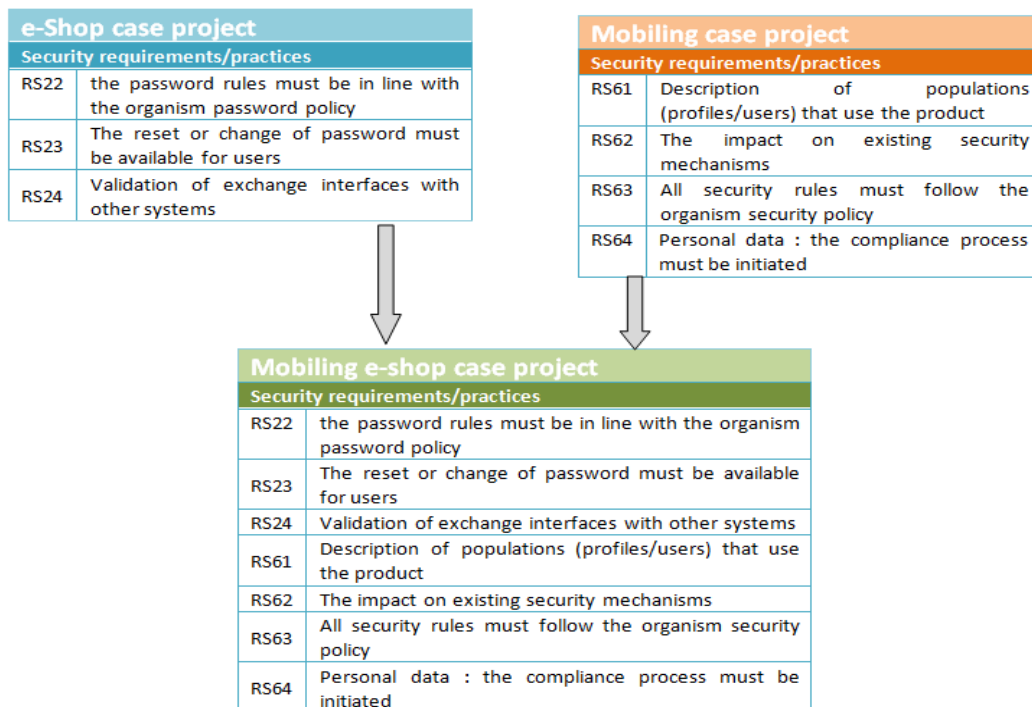 e-Shop case project
Security requirements/practices
RS22 the password rules must be in line with
the organism password policy
RS23 The reset or change of password must
be available for users
RS24 Validation of exchange interfaces with
other systems
Mobiling case project
Security requirements/practices
RS61 Description of populations
(profiles/users) that use the product
RS62 The impact on existing security
mechanisms
RS63 All security rules must follow the
organism security policy
RS64 Personal data : the compliance process
must be initiated
Mobiling e-shop case project
Security requirements/practices
RS22 the password rules must be in line with the organism
password policy
RS23 The reset or change of password must be available
for users
RS24 Validation of exchange interfaces with other systems
RS61 Description of populations (profiles/users) that use
the product
RS62 The impact on existing security mechanisms
RS63 All security rules must follow the organism security
policy
RS64 Personal data : the compliance process must be
initiated